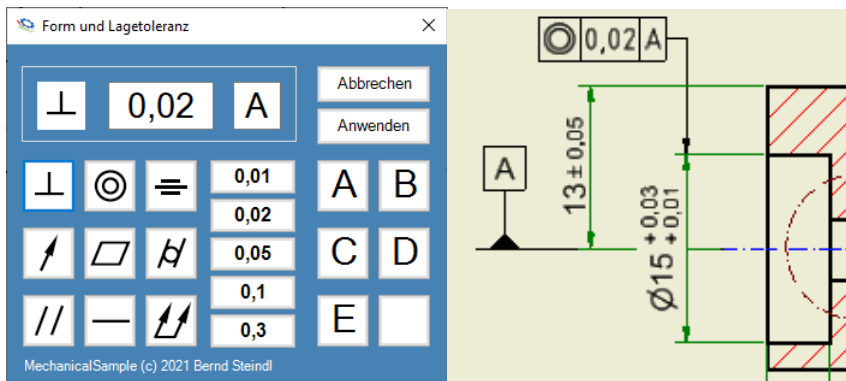 Form und Lagetoleranz
⊥ 0,02 A
Abbrechen
Anwenden
0,01
0,02
0,05
0,1
0,3
A B
C D
E
MechanicalSample (c) 2021 Bernd Steindl
◎ 0,02 A
A
13 ± 0,05
Ø15 +0,03 +0,01